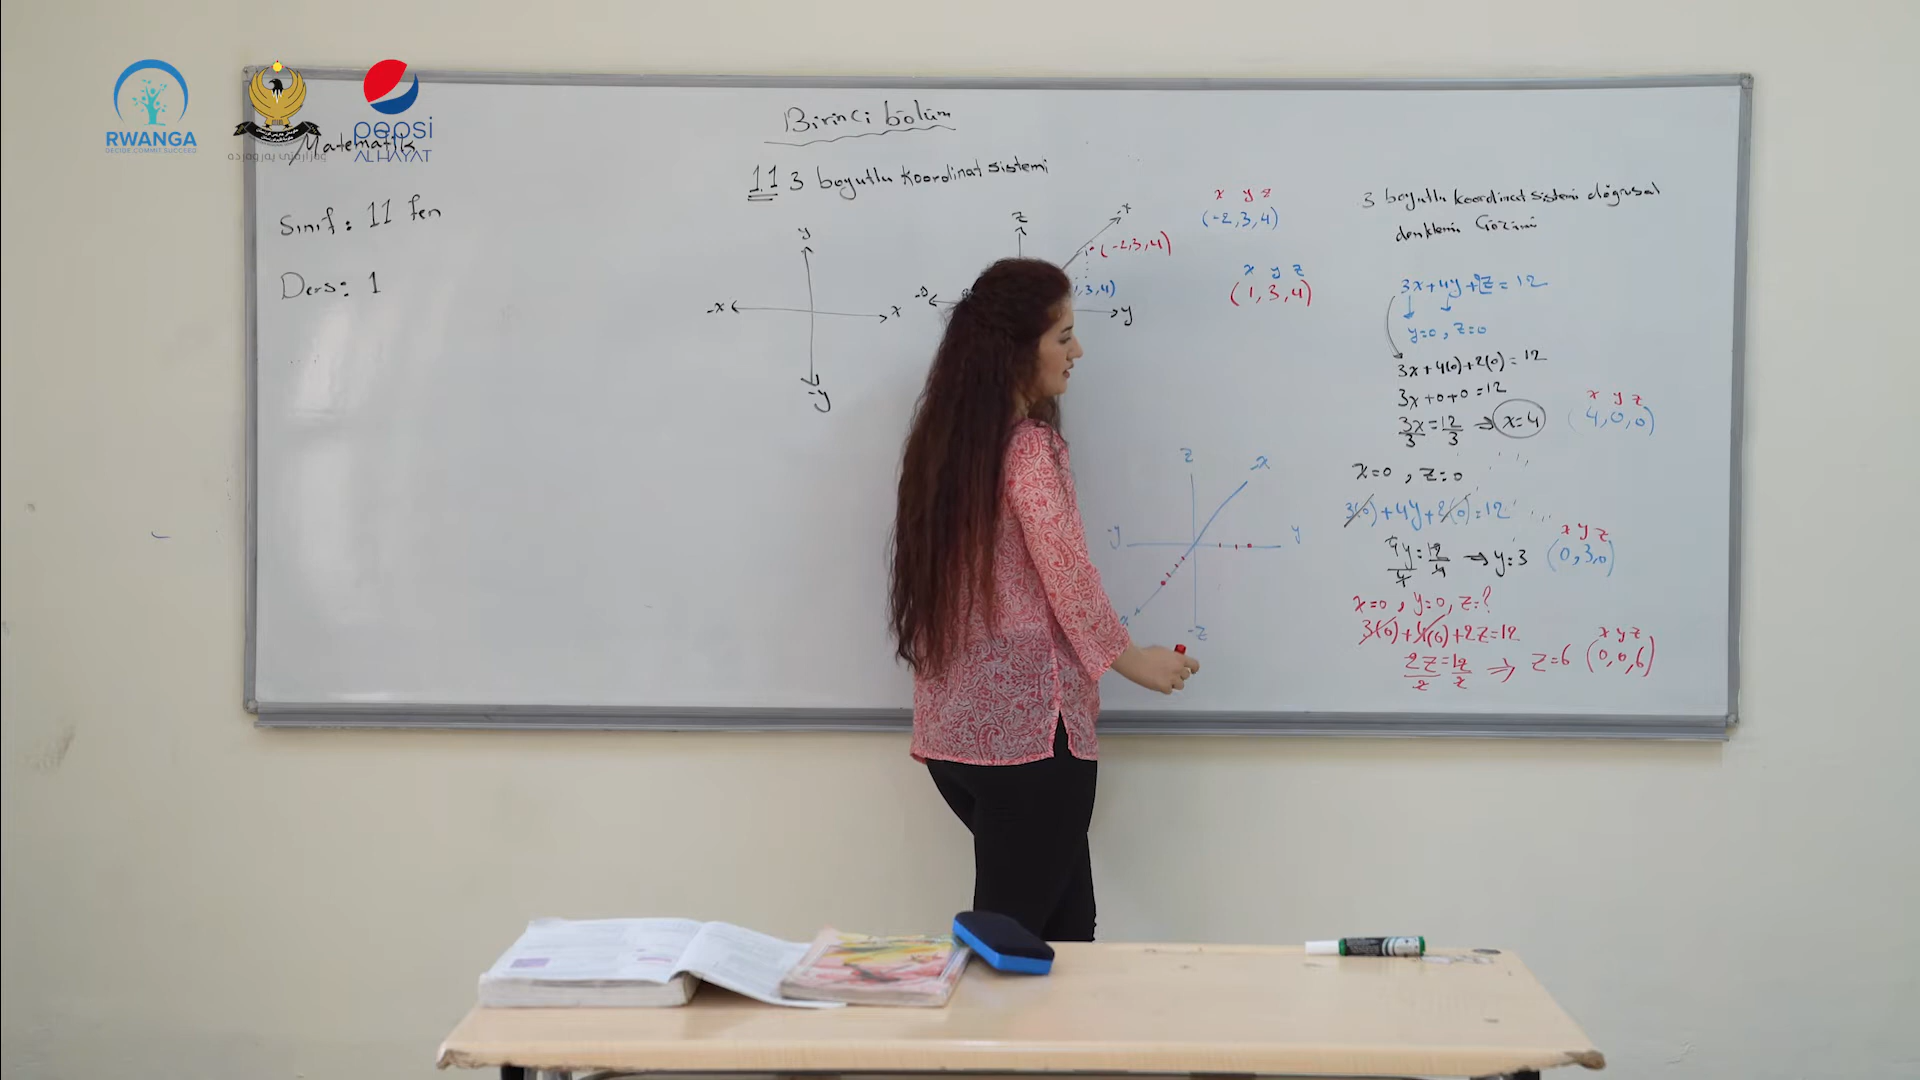 RWANGA
DECIDE.COMMIT.SUCCEED
pepsi
AL HAYAT
Matematik
Sınıf: 11 fen
Ders: 1
Birinci bölüm
1.1 3 boyutlu koordinat sistemi
y
-x
x
-y
z
-x
(-2,3,4)
,3,4)
y
x y z
(-2,3,4)
x y z
(1,3,4)
z
-x
-y
y
x
-z
3 boyutlu koordinat sistemi doğrusal
denklemi Çözümü
3x+4y+2z=12
y=0, z=0
3x+4(0)+2(0)=12
3x+0+0=12
3x/3=12/3 ⇒ x=4
x y z
(4,0,0)
x=0, z=0
3(0)+4y+2(0)=12
4y/4=12/4 ⇒ y=3
x y z
(0,3,0)
x=0, y=0, z=?
3(0)+4(0)+2z=12
2z/2=12/2 ⇒ z=6
x y z
(0,0,6)